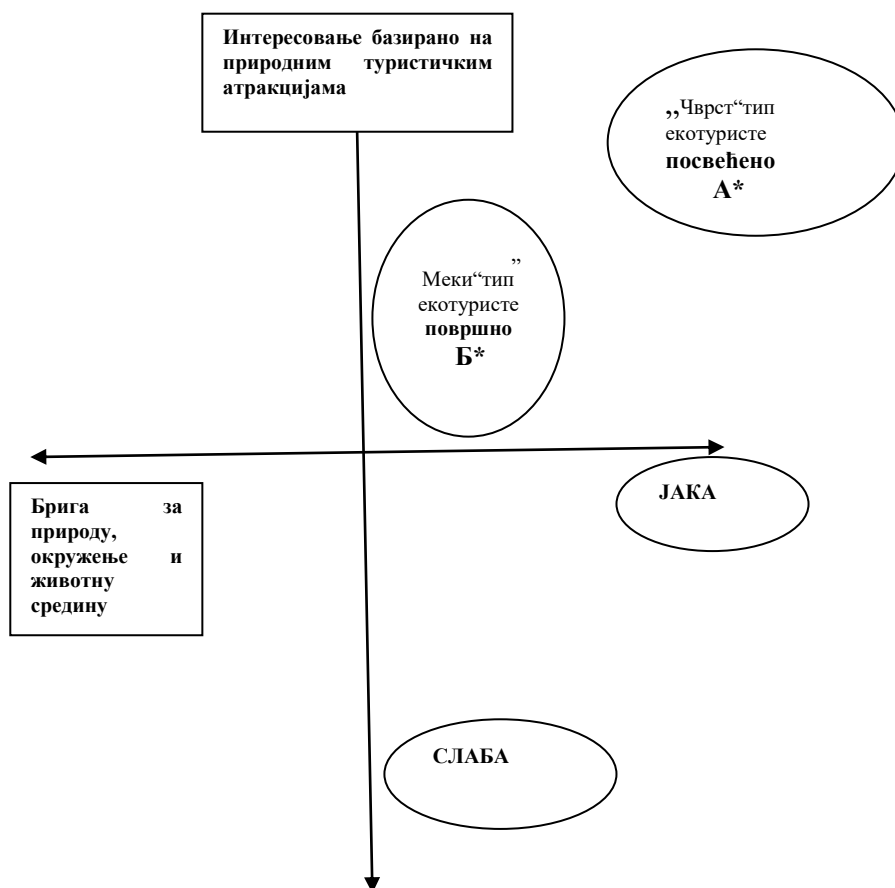 Интересовање базирано на
природним туристичким
атракцијама
„Чврст“тип
екотуристе
посвећено
А*
”
Меки“тип
екотуристе
површно
Б*
Брига за
природу,
окружење и
животну
средину
ЈАКА
СЛАБА